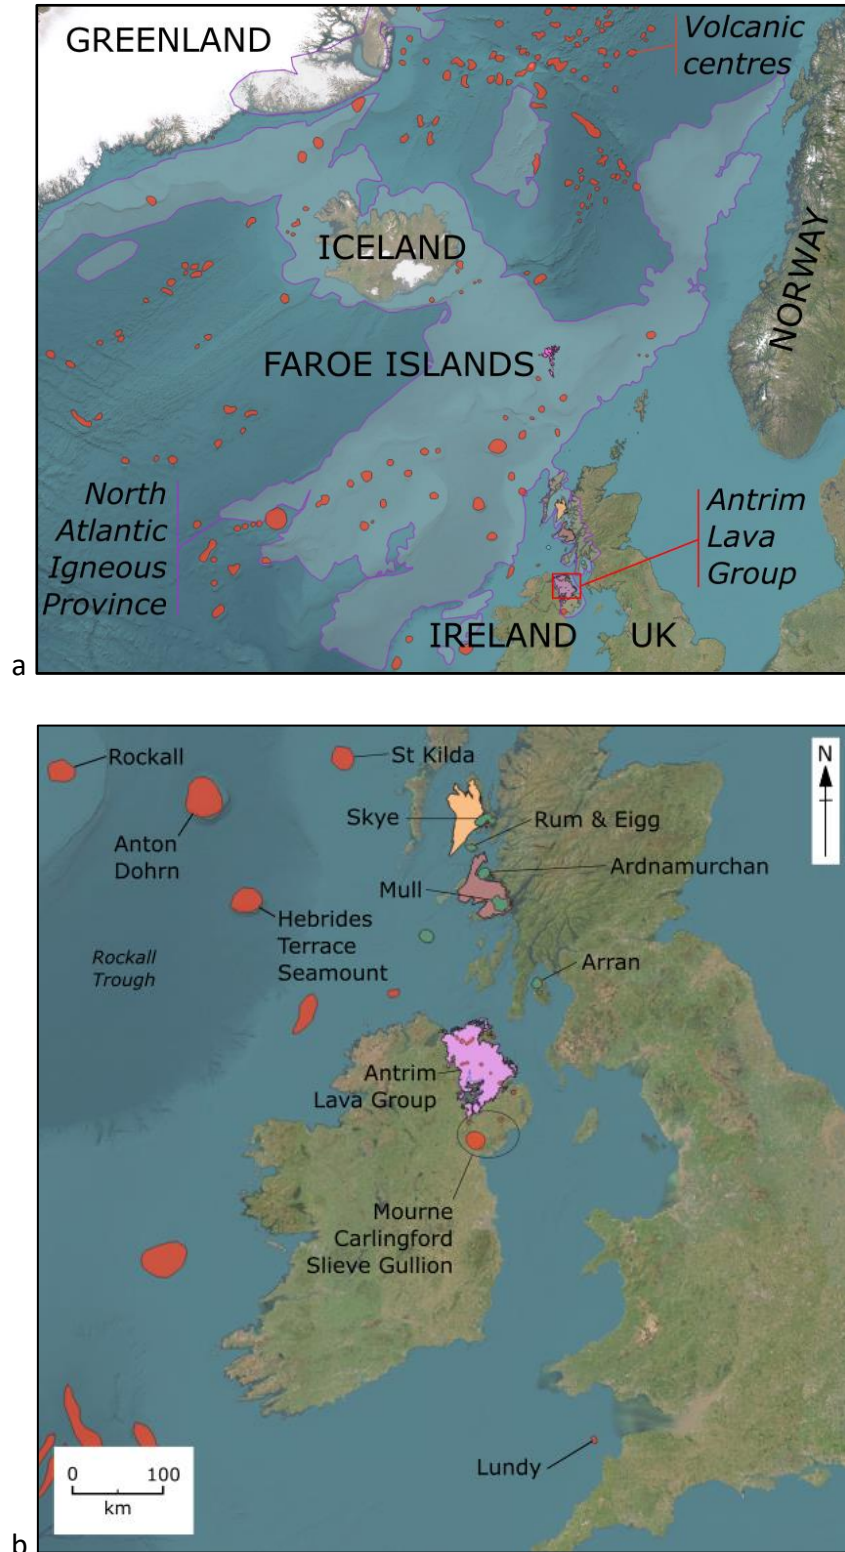 GREENLAND
Volcanic
centres
ICELAND
NORWAY
FAROE ISLANDS
North
Atlantic
Igneous
Province
Antrim
Lava
Group
IRELAND
UK
a
Rockall
St Kilda
N
Anton
Dohrn
Skye
Rum & Eigg
Ardnamurchan
Mull
Hebrides
Terrace
Seamount
Rockall
Trough
Arran
Antrim
Lava Group
Mourne
Carlingford
Slieve Gullion
0 100
km
Lundy
b